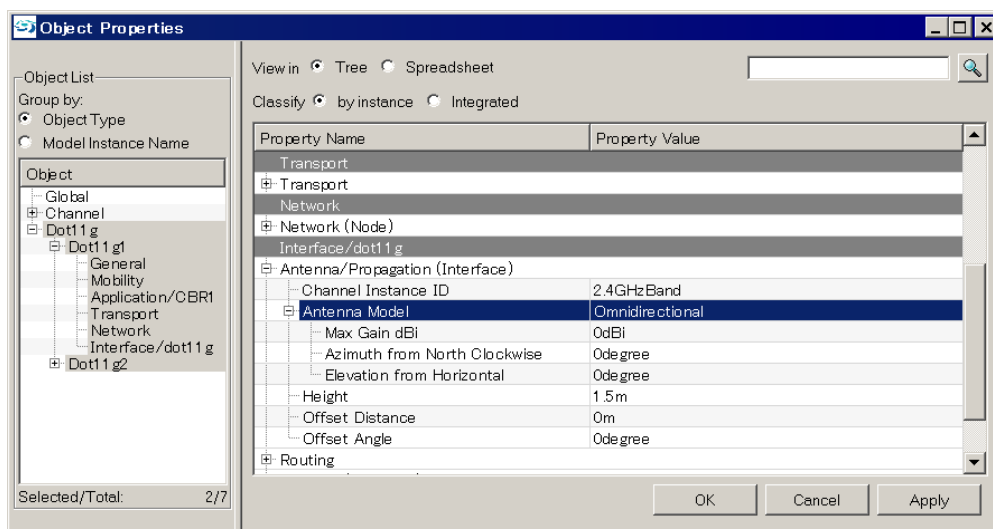 Object Properties
Object List
Group by:
Object Type
Model Instance Name
Object
Global
Channel
Dot11g
Dot11g1
General
Mobility
Application/CBR1
Transport
Network
Interface/dot11g
Dot11g2
Selected/Total: 2/7
View in Tree Spreadsheet
Classify by instance Integrated
Property Name Property Value
Transport
Transport
Network
Network (Node)
Interface/dot11g
Antenna/Propagation (Interface)
Channel Instance ID 2.4GHzBand
Antenna Model Omnidirectional
Max Gain dBi 0dBi
Azimuth from North Clockwise 0degree
Elevation from Horizontal 0degree
Height 1.5m
Offset Distance 0m
Offset Angle 0degree
Routing
OK Cancel Apply